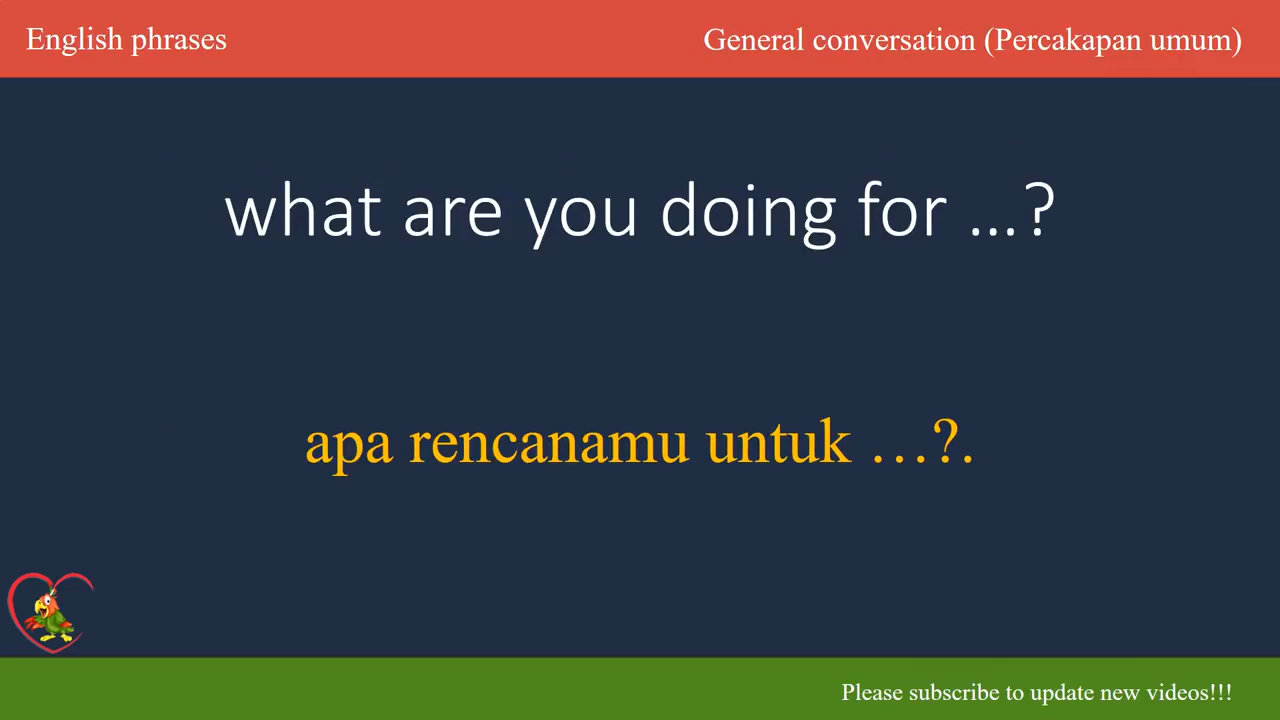 English phrases
General conversation (Percakapan umum)
what are you doing for ...?
apa rencanamu untuk …?.
Please subscribe to update new videos!!!